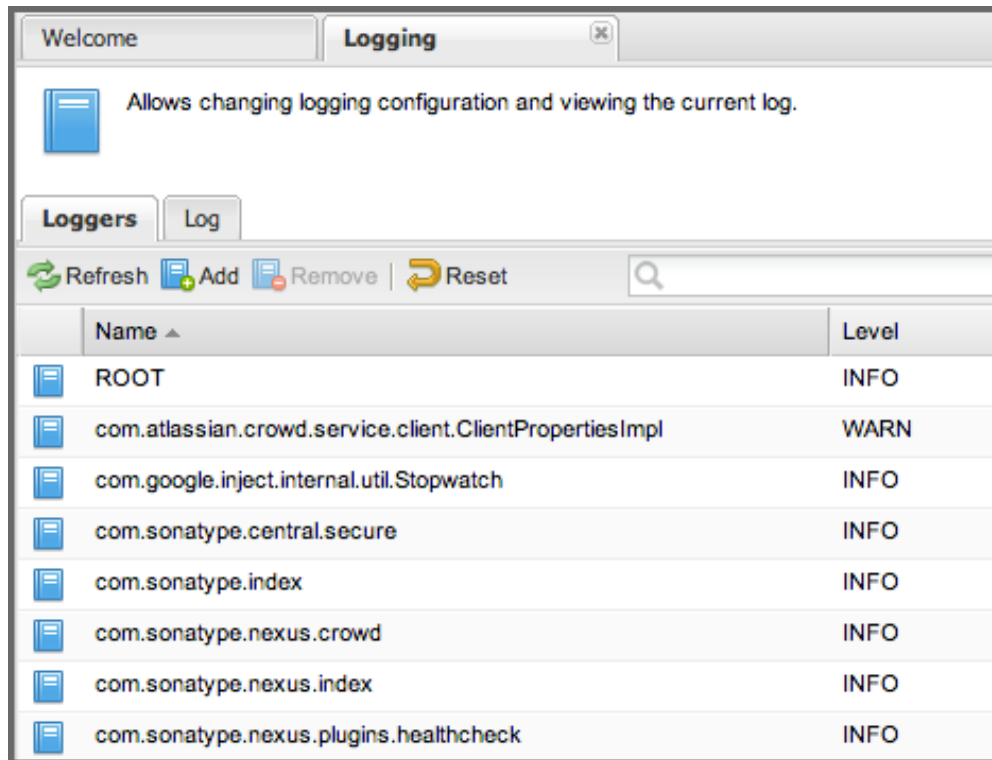 Welcome Logging
Allows changing logging configuration and viewing the current log.
Loggers Log
Refresh Add Remove Reset
Name Level
ROOT INFO
com.atlassian.crowd.service.client.ClientPropertiesImpl WARN
com.google.inject.internal.util.Stopwatch INFO
com.sonatype.central.secure INFO
com.sonatype.index INFO
com.sonatype.nexus.crowd INFO
com.sonatype.nexus.index INFO
com.sonatype.nexus.plugins.healthcheck INFO